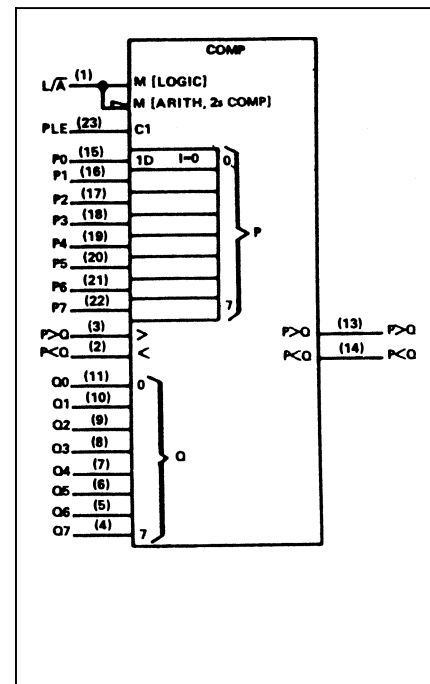 COMP
L/A̅ (1) M [LOGIC]
M [ARITH, 2s COMP]
PLE (23) C1
P0 (15) 1D I=0 0
P1 (16)
P2 (17)
P3 (18)
P4 (19) P
P5 (20)
P6 (21)
P7 (22) 7
P>Q (3) > P>Q (13) P>Q
P<Q (2) < P<Q (14) P<Q
Q0 (11) 0
Q1 (10)
Q2 (9)
Q3 (8)
Q4 (7) Q
Q5 (6)
Q6 (5)
Q7 (4) 7